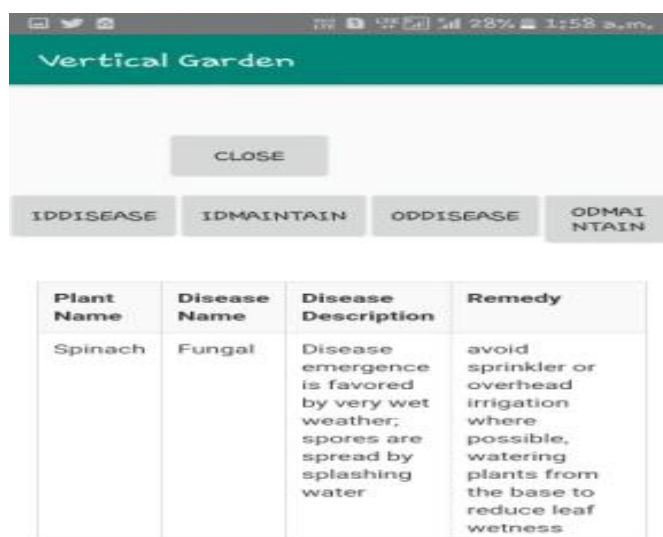 28% 1:58 a.m.
Vertical Garden
CLOSE
IDDISEASE IDMAINTAIN ODDISEASE ODMAI
NTAIN
Plant Name Disease Name Disease Description Remedy
Spinach
Fungal
Disease
emergence
is favored
by very wet
weather;
spores are
spread by
splashing
water
avoid
sprinkler or
overhead
irrigation
where
possible,
watering
plants from
the base to
reduce leaf
wetness